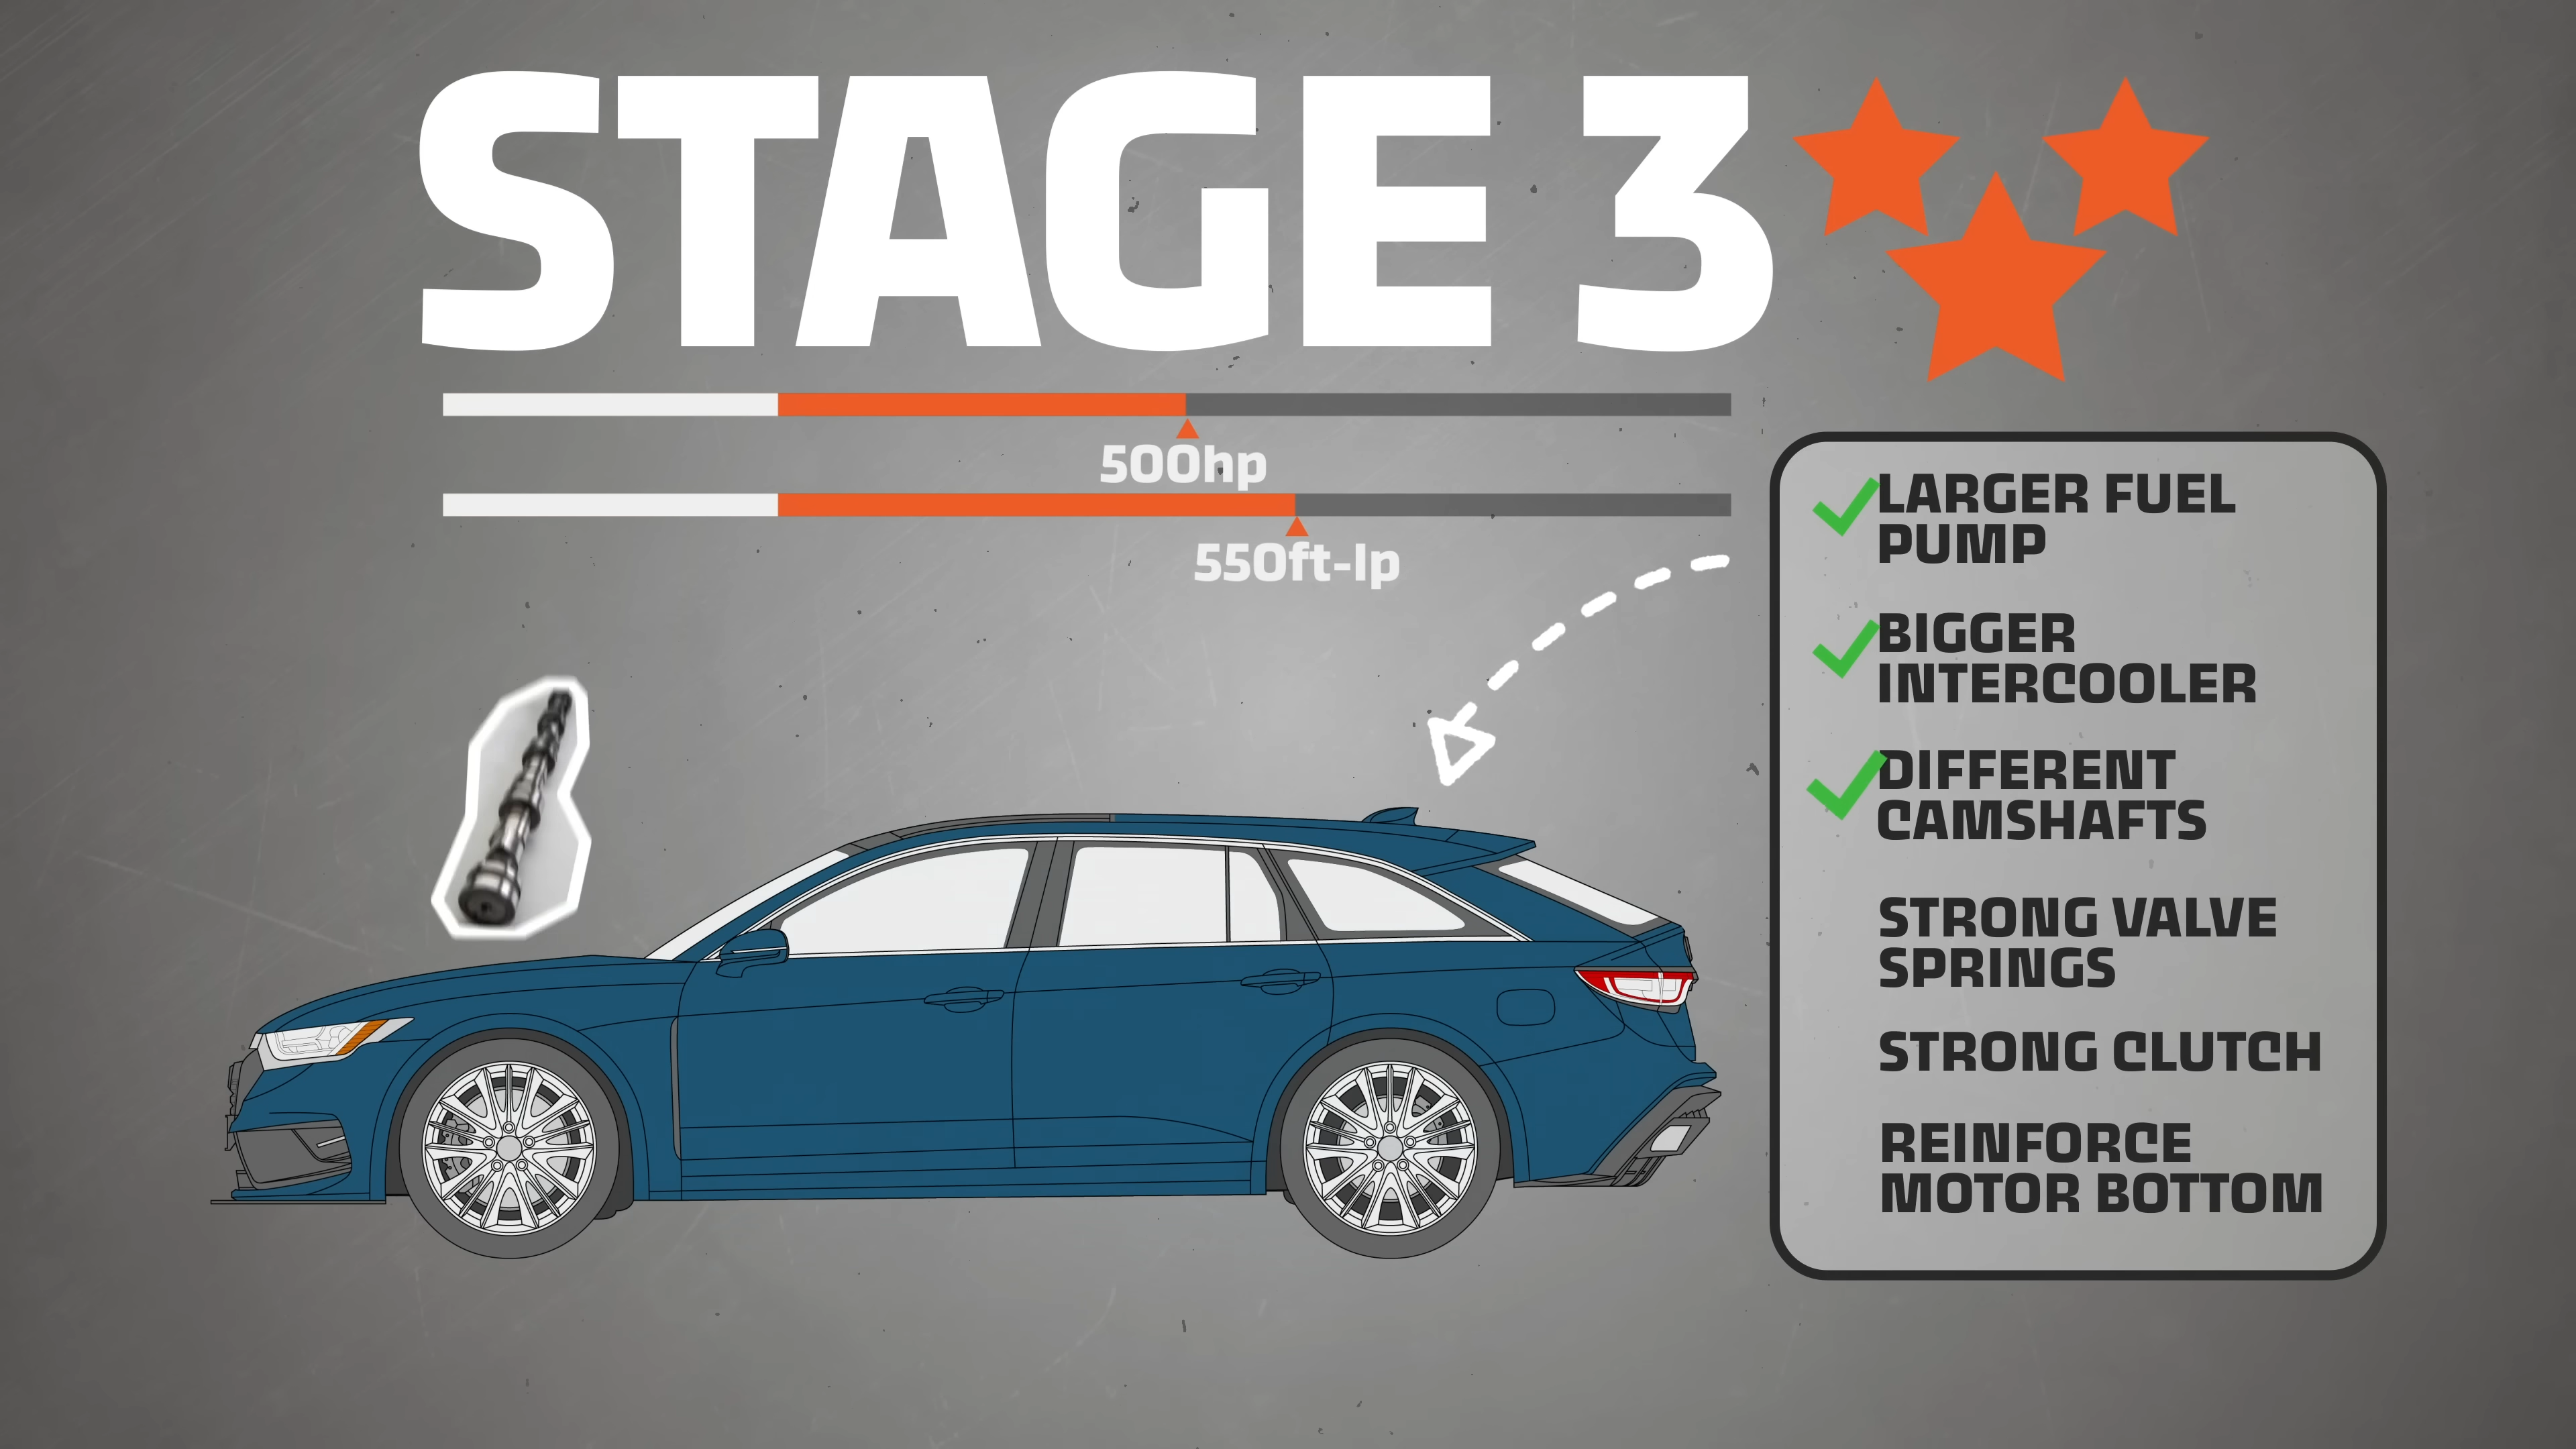 STAGE 3
500hp
550ft-lp
LARGER FUEL
PUMP
BIGGER
INTERCOOLER
DIFFERENT
CAMSHAFTS
STRONG VALVE
SPRINGS
STRONG CLUTCH
REINFORCE
MOTOR BOTTOM